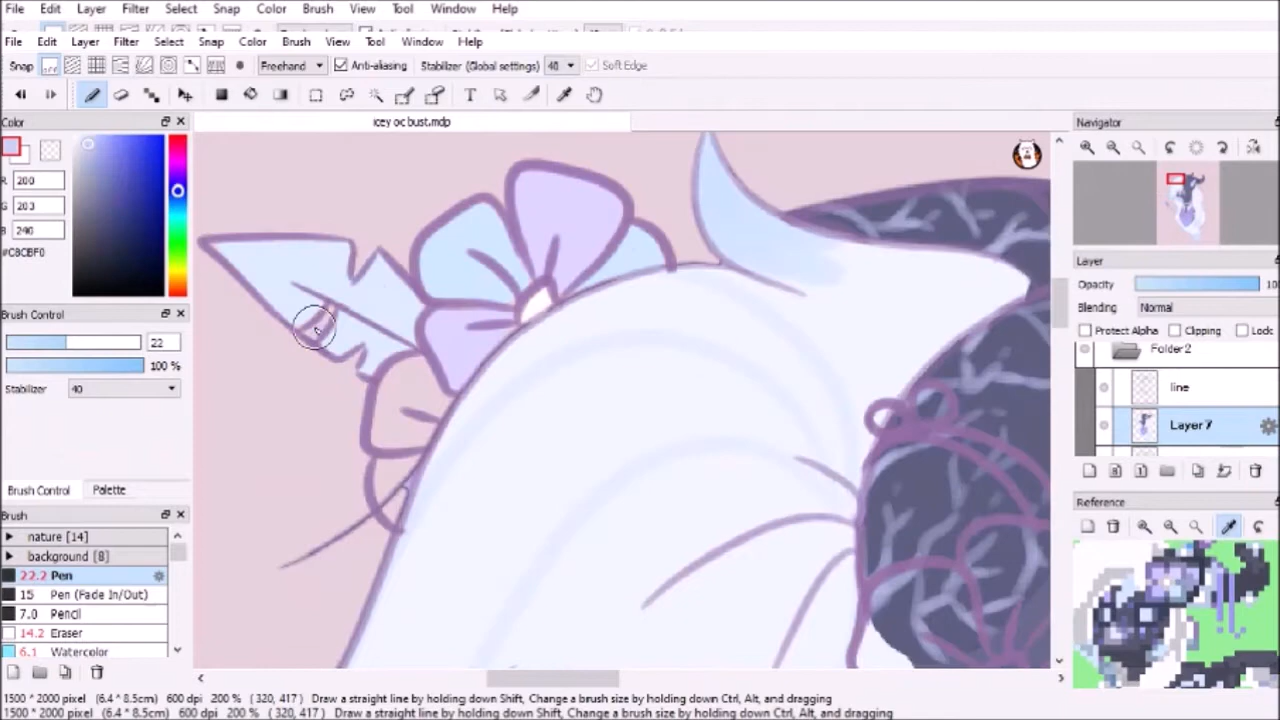 File Edit Layer Filter Select Snap Color Brush View Tool Window Help
File Edit Layer Filter Select Snap Color Brush View Tool Window Help
Snap off Freehand Anti-aliasing Stabilizer (Global settings) 40 Soft Edge
T
icey oc bust.mdp
Color
R 200
G 203
B 240
#C8CBF0
Brush Control
22
100 %
Stabilizer 40
Brush Control Palette
Brush
nature [14]
background [8]
22.2 Pen
15 Pen (Fade In/Out)
7.0 Pencil
14.2 Eraser
6.1 Watercolor
Navigator
Layer
Opacity 10
Blending Normal
Protect Alpha Clipping Lock
Folder2
line
Layer7
Reference
1500 * 2000 pixel (6.4 * 8.5cm) 600 dpi 200 % ( 320, 417 ) Draw a straight line by holding down Shift, Change a brush size by holding down Ctrl, Alt, and dragging
1500 * 2000 pixel (6.4 * 8.5cm) 600 dpi 200 % ( 320, 417 ) Draw a straight line by holding down Shift, Change a brush size by holding down Ctrl, Alt, and dragging